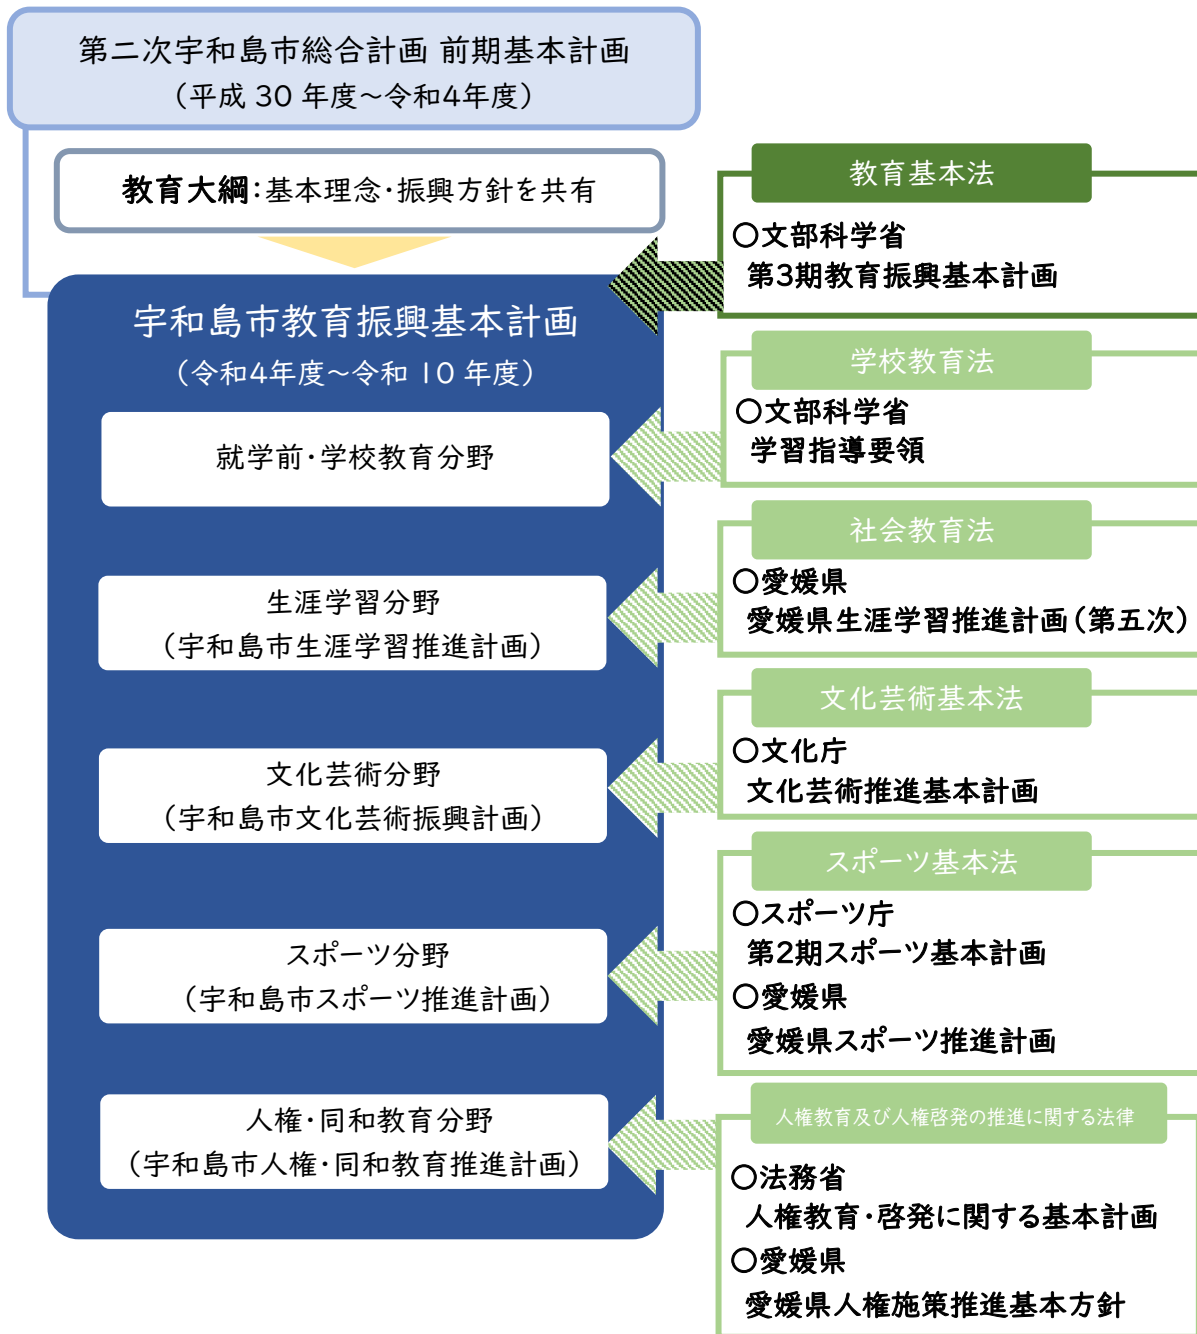 第二次宇和島市総合計画 前期基本計画
（平成 30 年度～令和4年度）
教育大綱：基本理念・振興方針を共有
宇和島市教育振興基本計画
（令和4年度～令和 10 年度）
就学前・学校教育分野
生涯学習分野
（宇和島市生涯学習推進計画）
文化芸術分野
（宇和島市文化芸術振興計画）
スポーツ分野
（宇和島市スポーツ推進計画）
人権・同和教育分野
（宇和島市人権・同和教育推進計画）
教育基本法
〇文部科学省
第3期教育振興基本計画
学校教育法
〇文部科学省
学習指導要領
社会教育法
〇愛媛県
愛媛県生涯学習推進計画（第五次）
文化芸術基本法
〇文化庁
文化芸術推進基本計画
スポーツ基本法
〇スポーツ庁
第2期スポーツ基本計画
〇愛媛県
愛媛県スポーツ推進計画
人権教育及び人権啓発の推進に関する法律
〇法務省
人権教育・啓発に関する基本計画
〇愛媛県
愛媛県人権施策推進基本方針